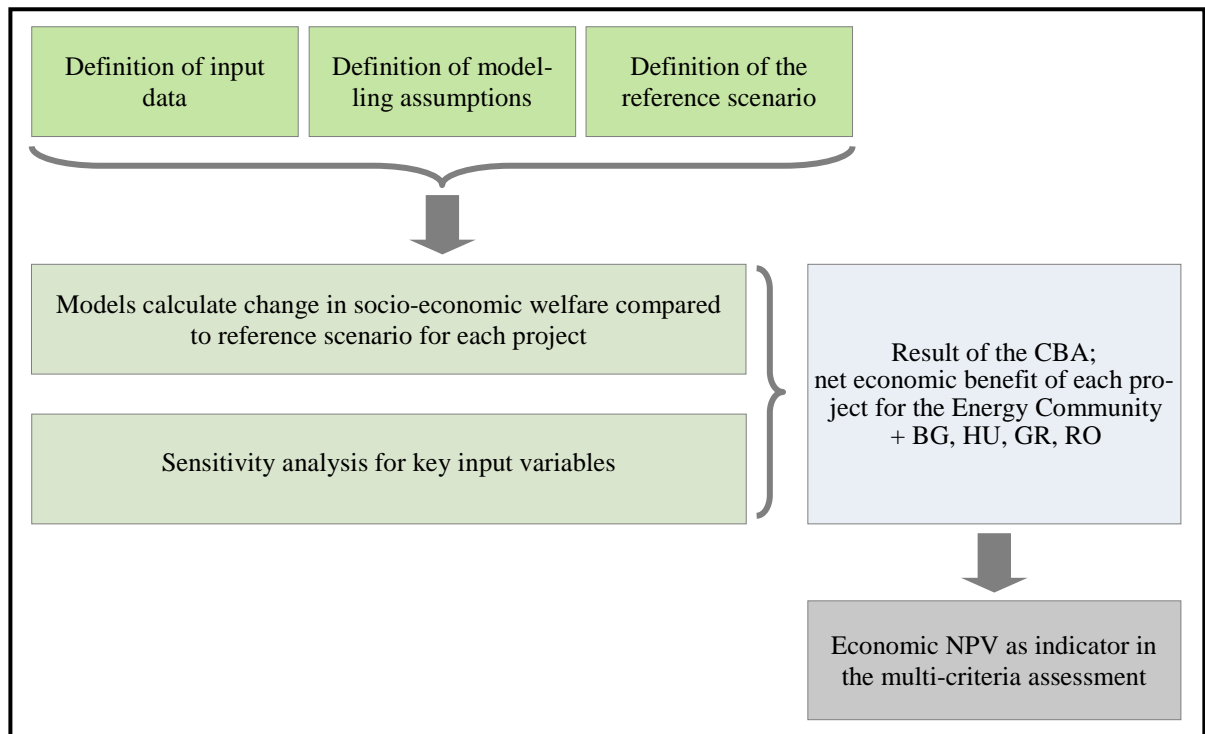 Definition of input
data
Definition of model-
ling assumptions
Definition of the
reference scenario
Models calculate change in socio-economic welfare compared
to reference scenario for each project
Sensitivity analysis for key input variables
Result of the CBA;
net economic benefit of each pro-
ject for the Energy Community
+ BG, HU, GR, RO
Economic NPV as indicator in
the multi-criteria assessment